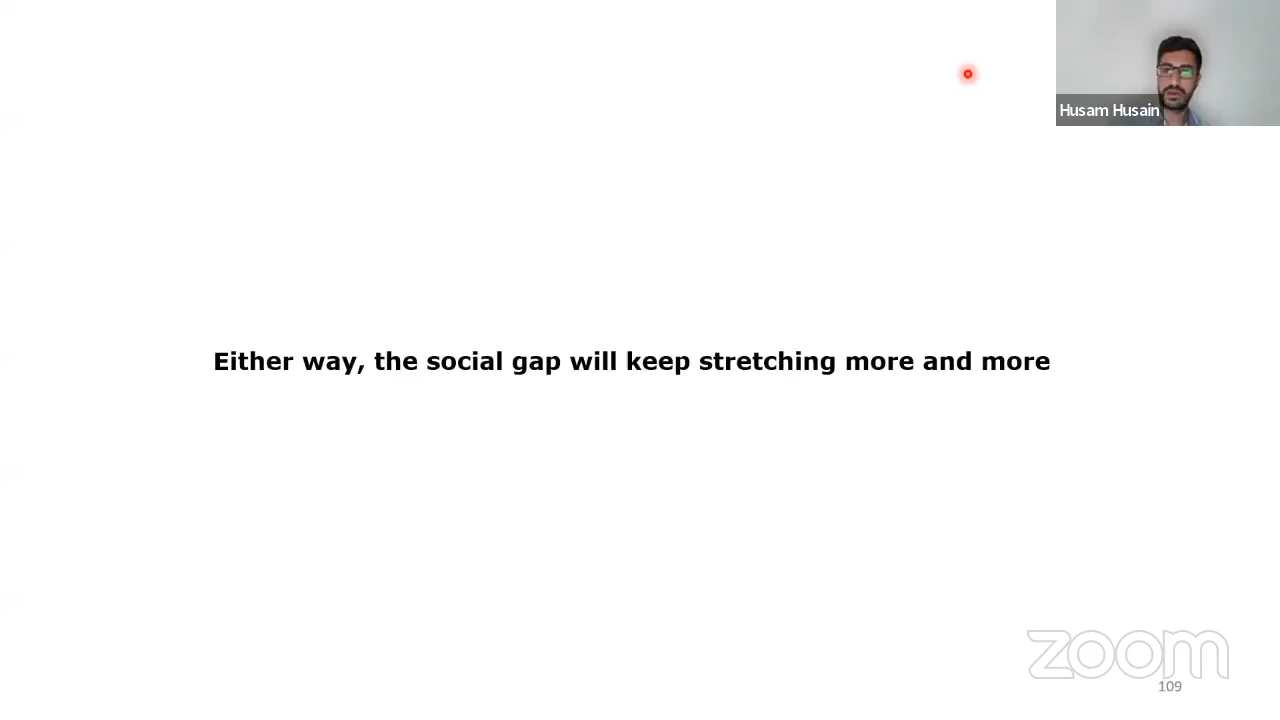 Husam Husain
Either way, the social gap will keep stretching more and more
zoom
109